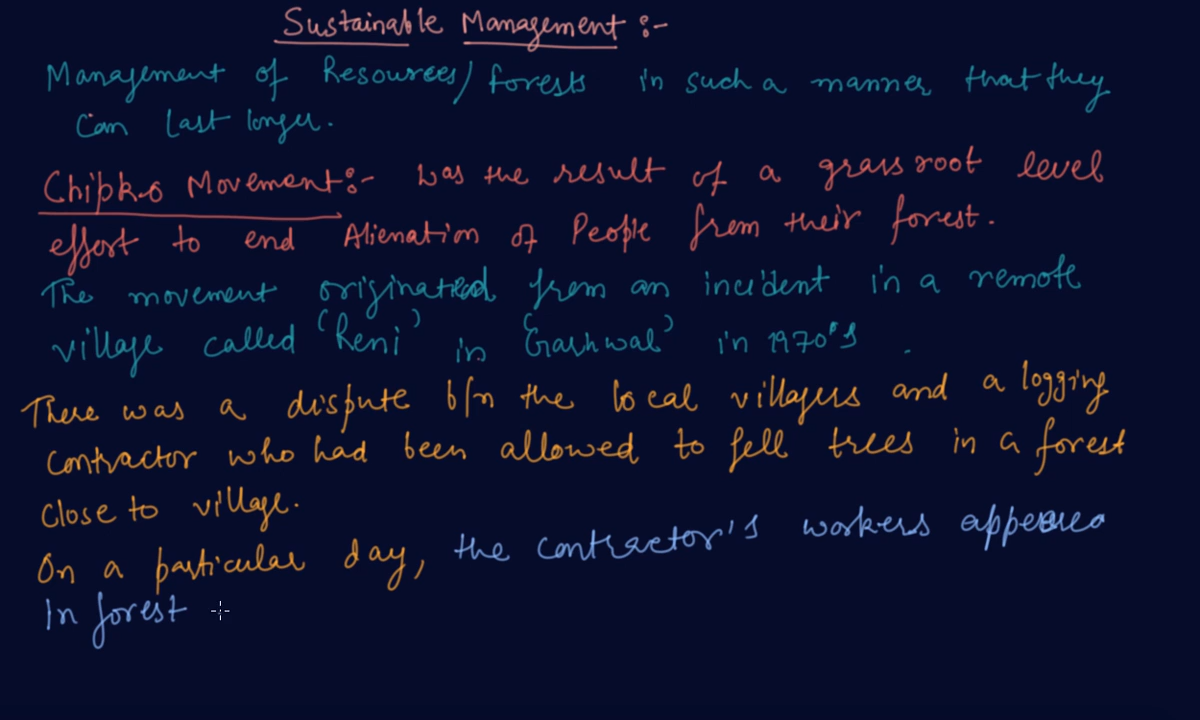 Sustainable Management :-
Management of Resources/forests in such a manner that they
can last longer.
Chipko Movement:- was the result of a grassroot level
effort to end Alienation of People from their forest.
The movement originated from an incident in a remote
village called 'Reni' in 'Garhwal' in 1970's.
There was a dispute b/n the local villagers and a logging
contractor who had been allowed to fell trees in a forest
close to village.
On a particular day, the contractor's workers appeared
In forest